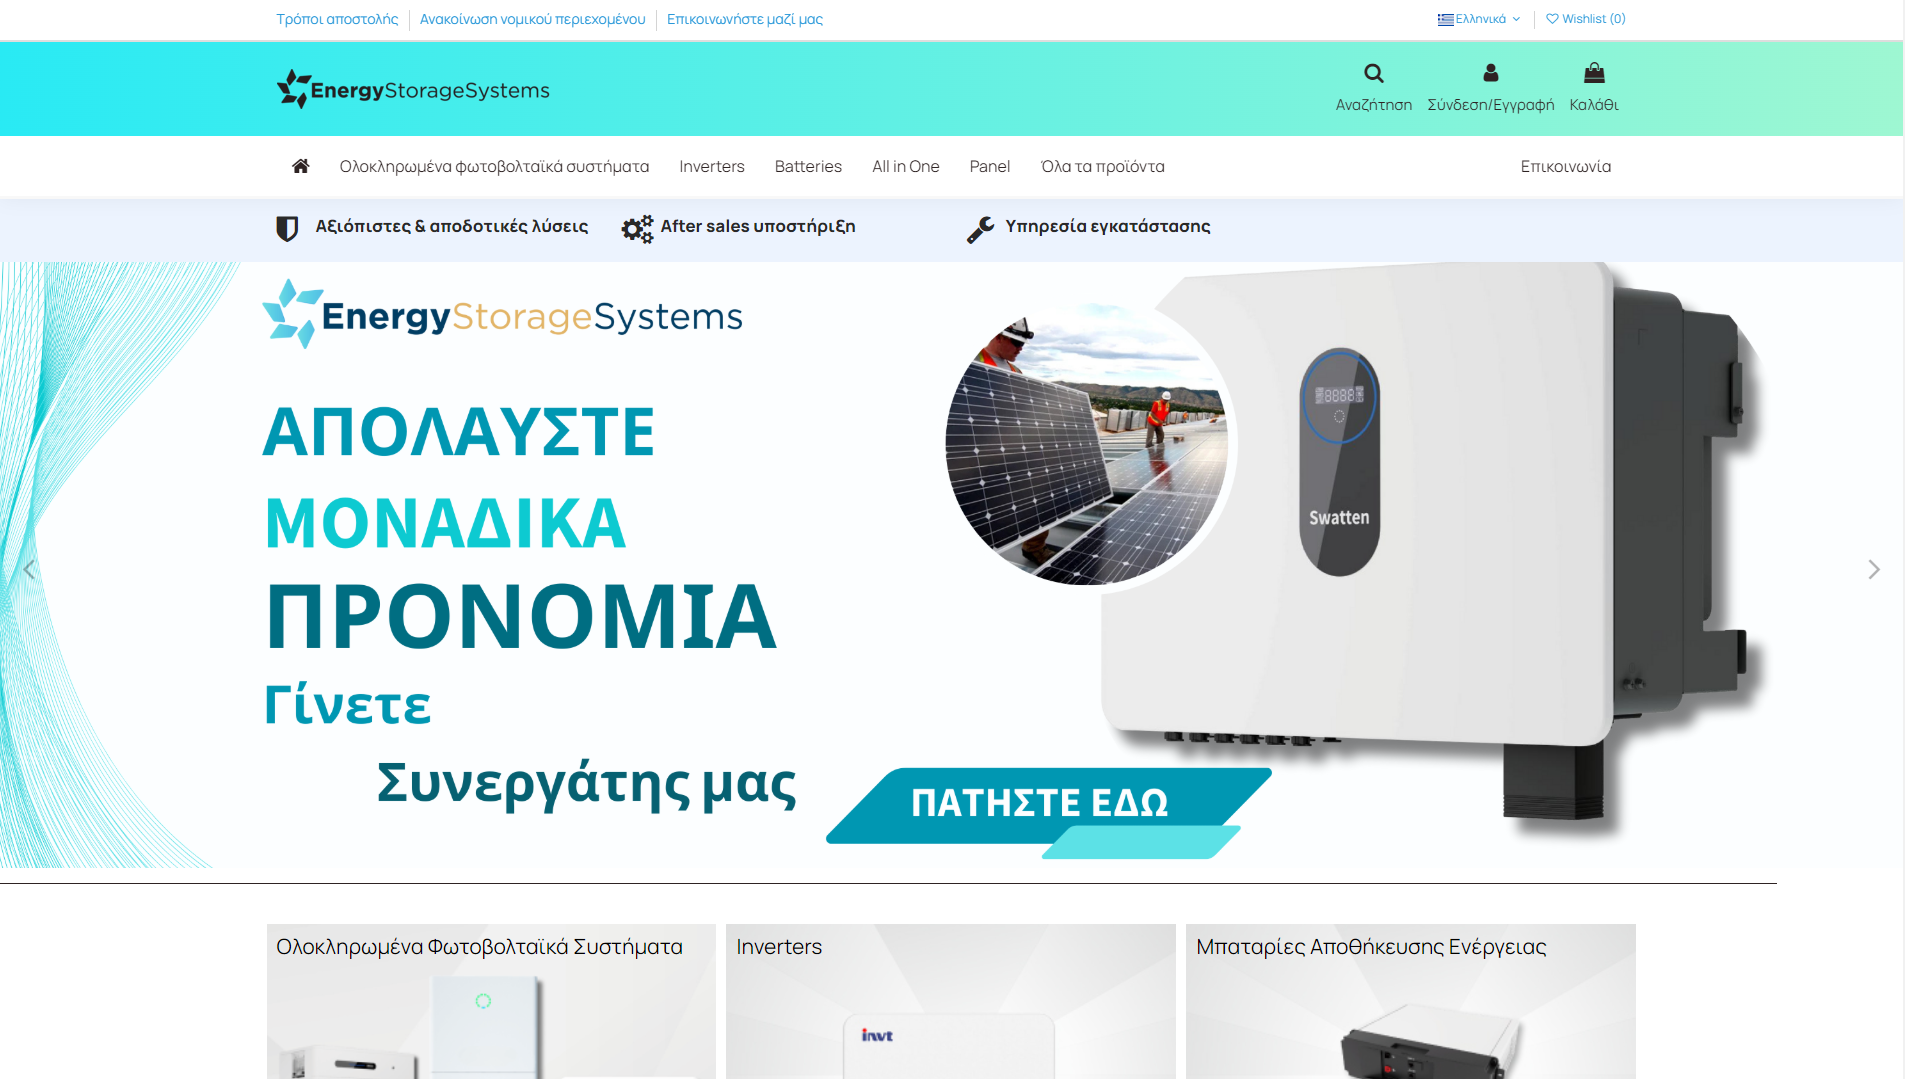 Τρόποι αποστολής
Ανακοίνωση νομικού περιεχομένου
Επικοινωνήστε μαζί μας
Ελληνικά
Wishlist (0)
EnergyStorageSystems
Αναζήτηση
Σύνδεση/Εγγραφή
Καλάθι
Ολοκληρωμένα φωτοβολταϊκά συστήματα
Inverters
Batteries
All in One
Panel
Όλα τα προϊόντα
Επικοινωνία
Αξιόπιστες & αποδοτικές λύσεις
After sales υποστήριξη
Υπηρεσία εγκατάστασης
EnergyStorageSystems
ΑΠΟΛΑΥΣΤΕ
ΜΟΝΑΔΙΚΑ
ΠΡΟΝΟΜΙΑ
Γίνετε
Συνεργάτης μας
ΠΑΤΗΣΤΕ ΕΔΩ
8888
Swatten
Ολοκληρωμένα Φωτοβολταϊκά Συστήματα
Inverters
Μπαταρίες Αποθήκευσης Ενέργειας
invt